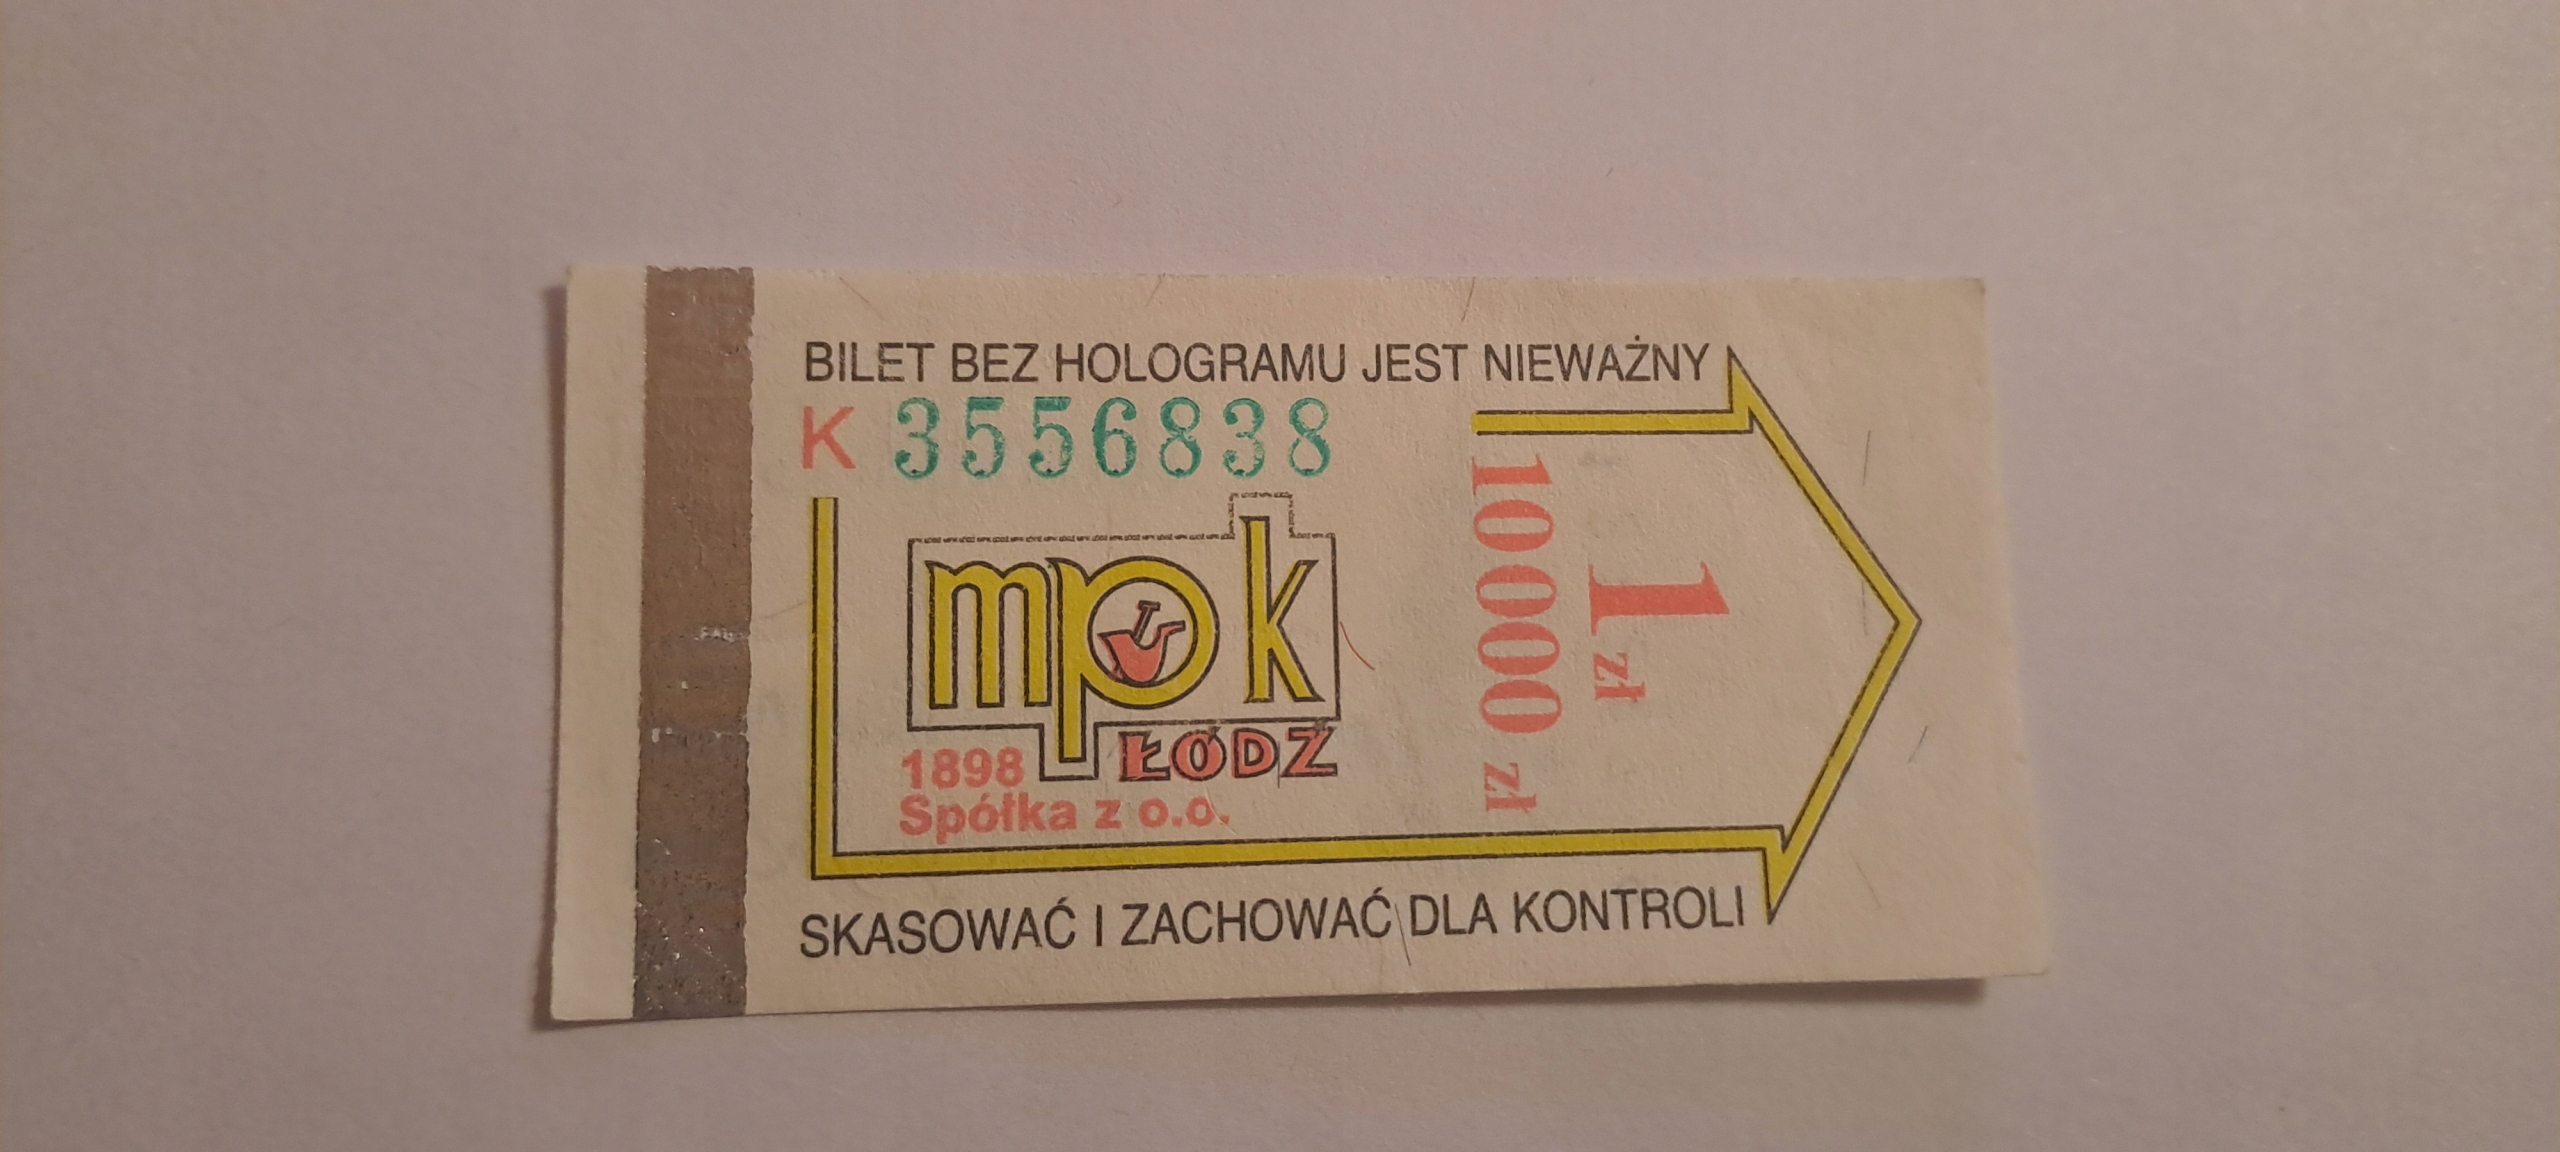 BILET BEZ HOLOGRAMU JEST NIEWAŻNY
K 3556838
mpk
ŁÓDŹ
1898
Spółka z o.o.
1 zł
10000 zł
SKASOWAĆ I ZACHOWAĆ DLA KONTROLI